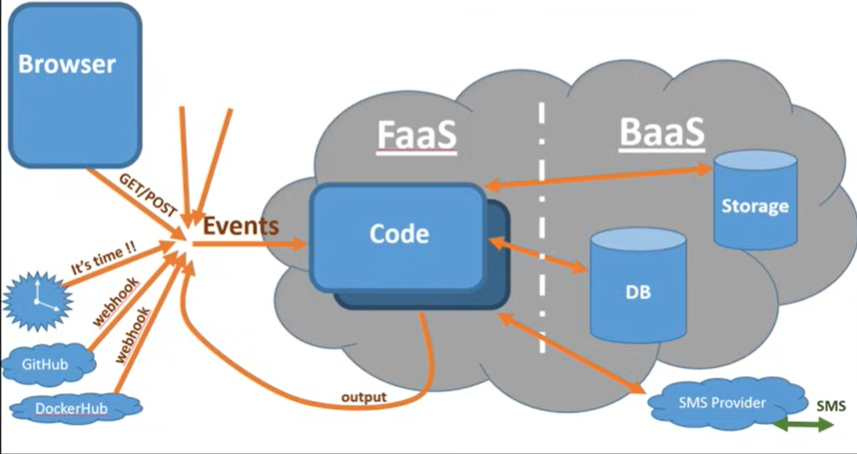 Browser
FaaS
BaaS
GET/POST
Storage
Events
Code
It's time !!
DB
webhook
webhook
GitHub
output
DockerHub
SMS Provider
SMS